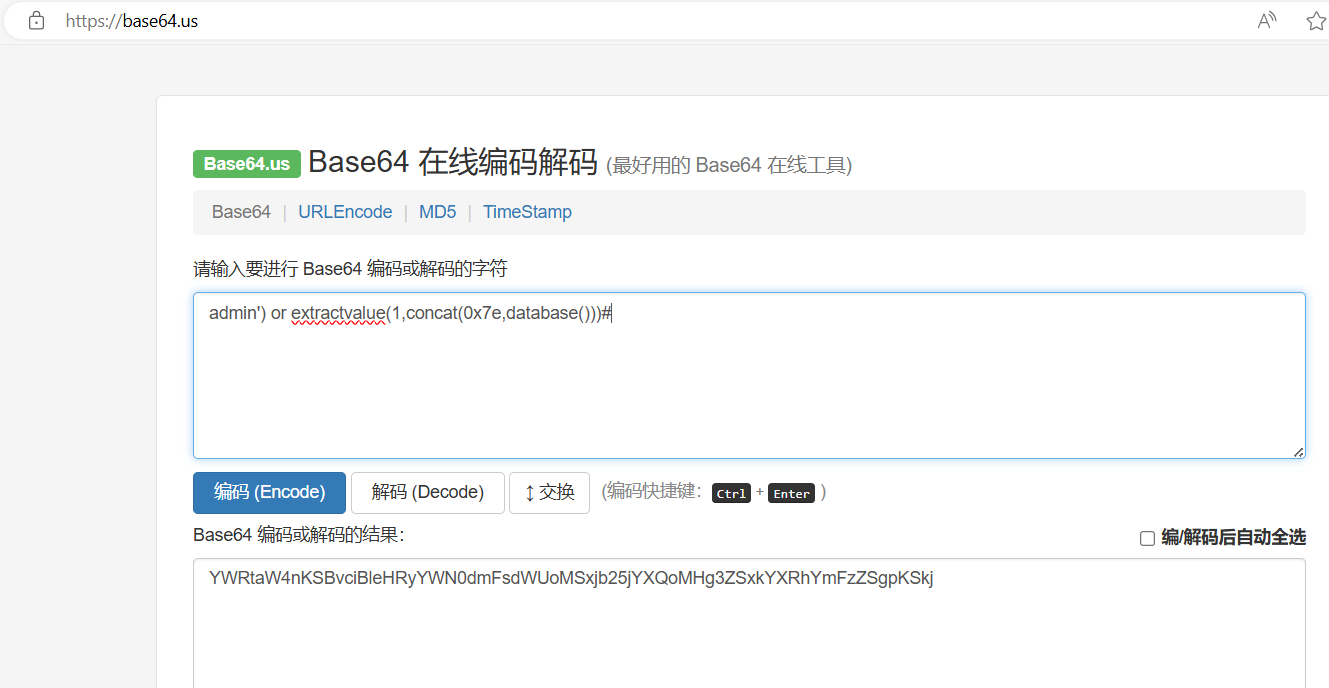 https://base64.us
Base64.us Base64 在线编码解码 (最好用的 Base64 在线工具)
Base64 | URLEncode | MD5 | TimeStamp
请输入要进行 Base64 编码或解码的字符
admin') or extractvalue(1,concat(0x7e,database()))#
编码 (Encode) 解码 (Decode) ↕交换 (编码快捷键: Ctrl + Enter )
Base64 编码或解码的结果: 编/解码后自动全选
YWRtaW4nKSBvciBleHRyYWN0dmFsdWUoMSxjb25jYXQoMHg3ZSxkYXRhYmFzZSgpKSkj